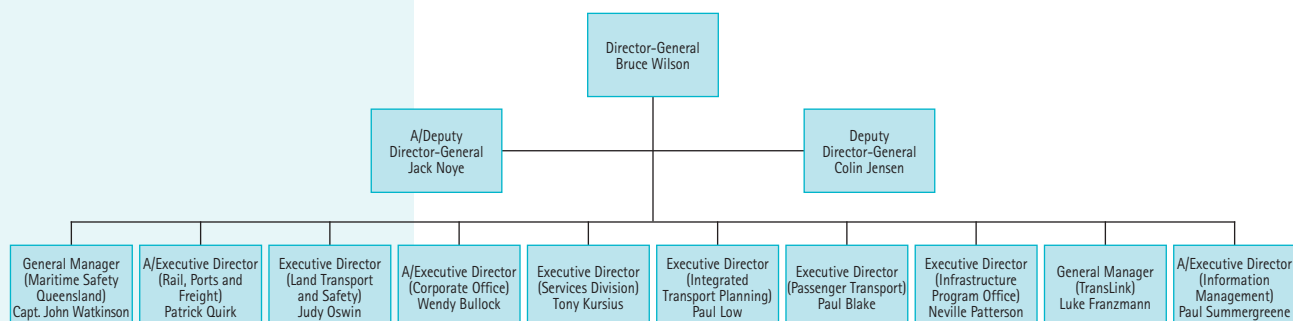 Director-General
Bruce Wilson
A/Deputy
Director-General
Jack Noye
Deputy
Director-General
Colin Jensen
General Manager
(Maritime Safety
Queensland)
Capt. John Watkinson
A/Executive Director
(Rail, Ports and
Freight)
Patrick Quirk
Executive Director
(Land Transport
and Safety)
Judy Oswin
A/Executive Director
(Corporate Office)
Wendy Bullock
Executive Director
(Services Division)
Tony Kursius
Executive Director
(Integrated
Transport Planning)
Paul Low
Executive Director
(Passenger Transport)
Paul Blake
Executive Director
(Infrastructure
Program Office)
Neville Patterson
General Manager
(TransLink)
Luke Franzmann
A/Executive Director
(Information
Management)
Paul Summergreene